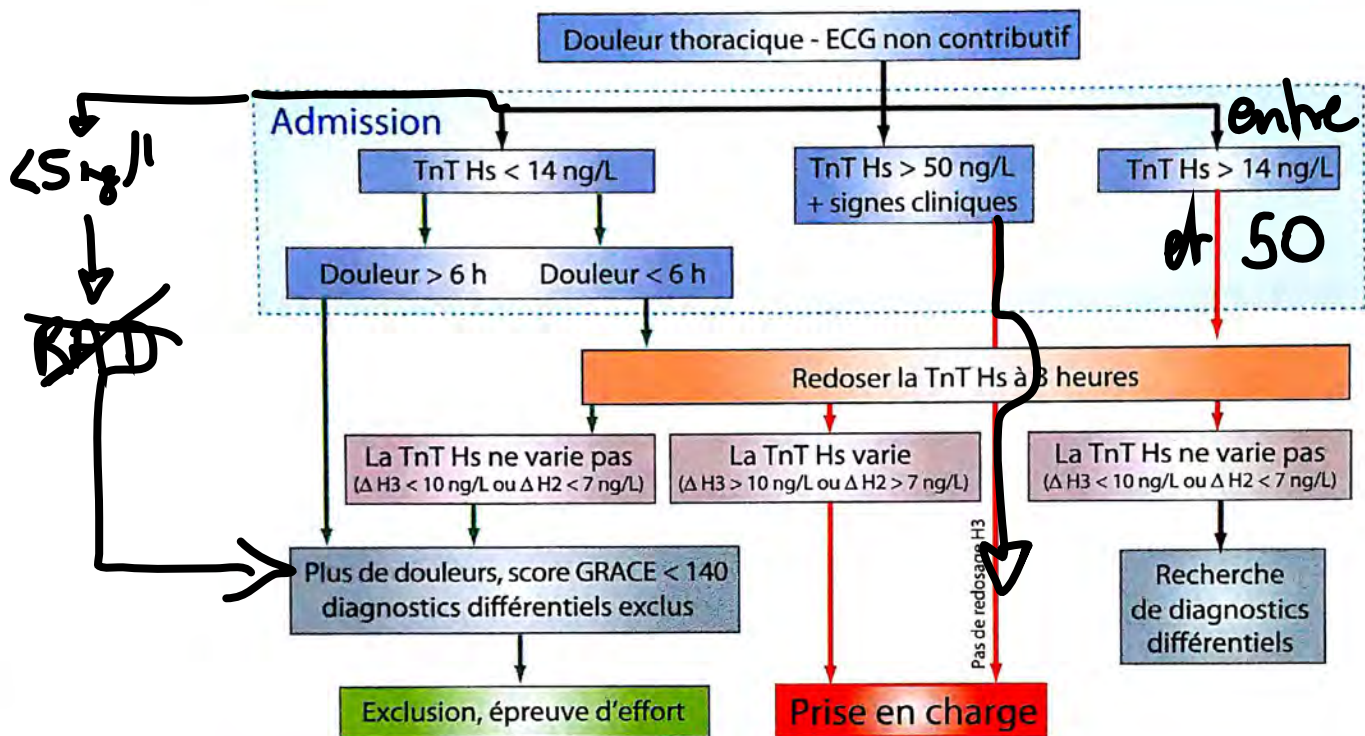 Douleur thoracique - ECG non contributif
Admission
entre
<5 ng/l
TnT Hs < 14 ng/L
TnT Hs > 50 ng/L
+ signes cliniques
TnT Hs > 14 ng/L
et 50
Douleur > 6 h
Douleur < 6 h
RAD
Redoser la TnT Hs à 3 heures
La TnT Hs ne varie pas
(Δ H3 < 10 ng/L ou Δ H2 < 7 ng/L)
La TnT Hs varie
(Δ H3 > 10 ng/L ou Δ H2 > 7 ng/L)
La TnT Hs ne varie pas
(Δ H3 < 10 ng/L ou Δ H2 < 7 ng/L)
Pas de redosage H3
Plus de douleurs, score GRACE < 140
diagnostics différentiels exclus
Recherche
de diagnostics
différentiels
Exclusion, épreuve d'effort
Prise en charge